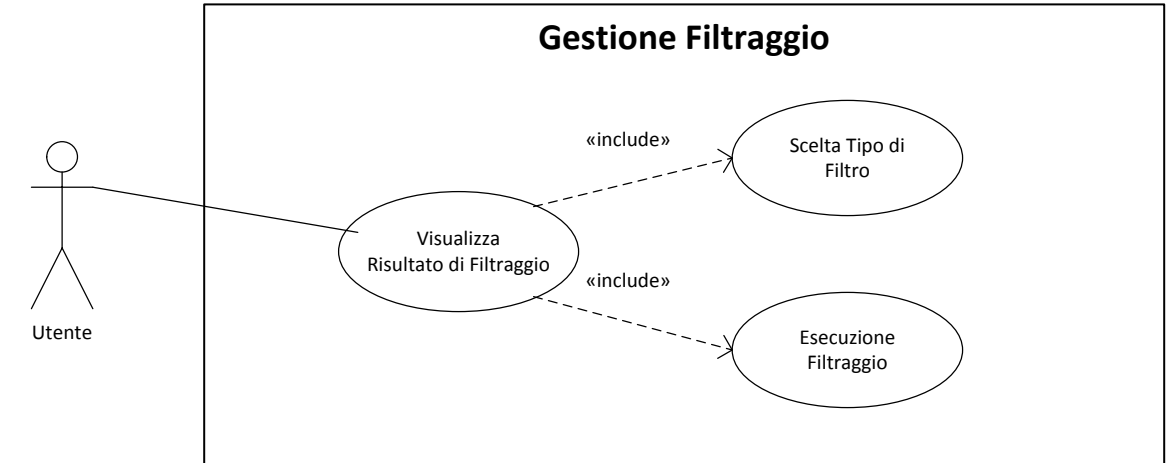 Gestione Filtraggio
«include»
Scelta Tipo di
Filtro
Visualizza
Risultato di Filtraggio
«include»
Utente
Esecuzione
Filtraggio